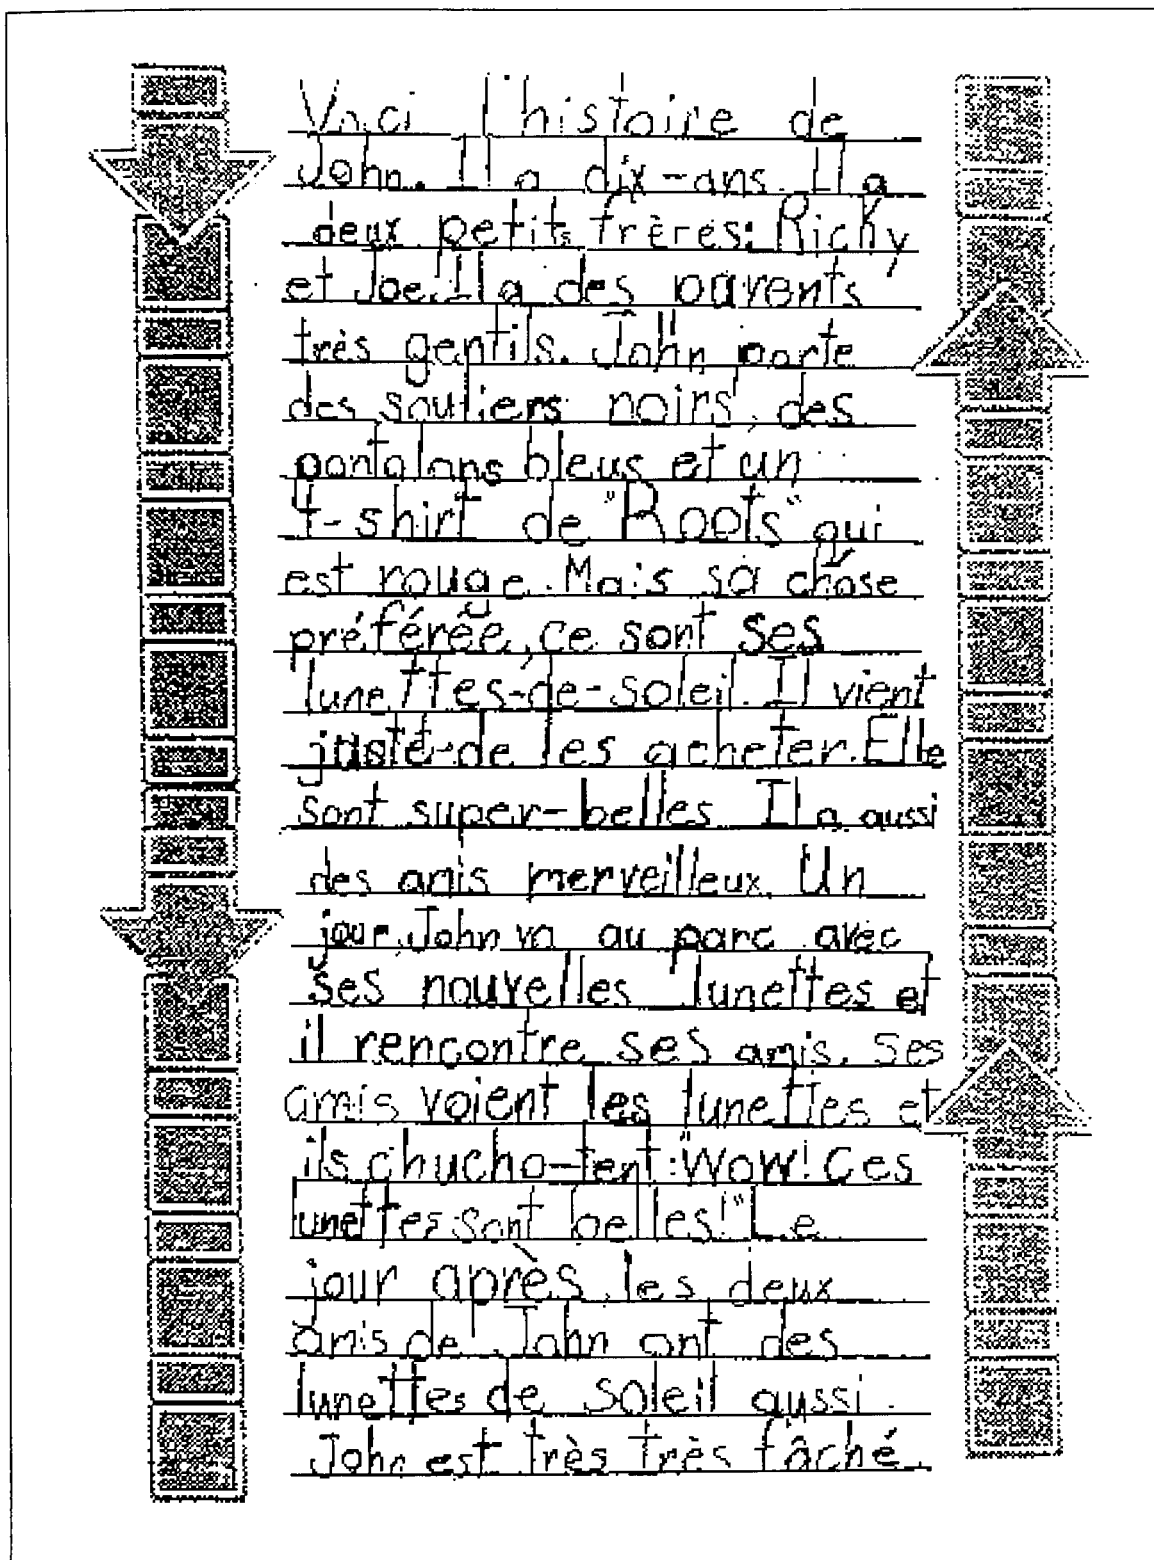 Voici l'histoire de
John. Il a dix-ans. Il a
deux petits frères: Ricky
et Joe. Il a des parents
très gentils. John porte
des souliers noirs, des
pantalons bleus et un
T-shirt de "Roots" qui
est rouge. Mais sa chose
préférée, ce sont ses
lunettes-de-soleil. Il vient
juste-de les acheter. Elle
sont super-belles. Il a aussi
des amis merveilleux. Un
jour, John va au parc avec
ses nouvelles lunettes et
il rencontre ses amis. Ses
amis voient les lunettes et
ils chucho-tent: "Wow! Ces
lunettes sont belles!" Le
jour après, les deux
amis de John ont des
lunettes de soleil aussi.
John est très très fâché.